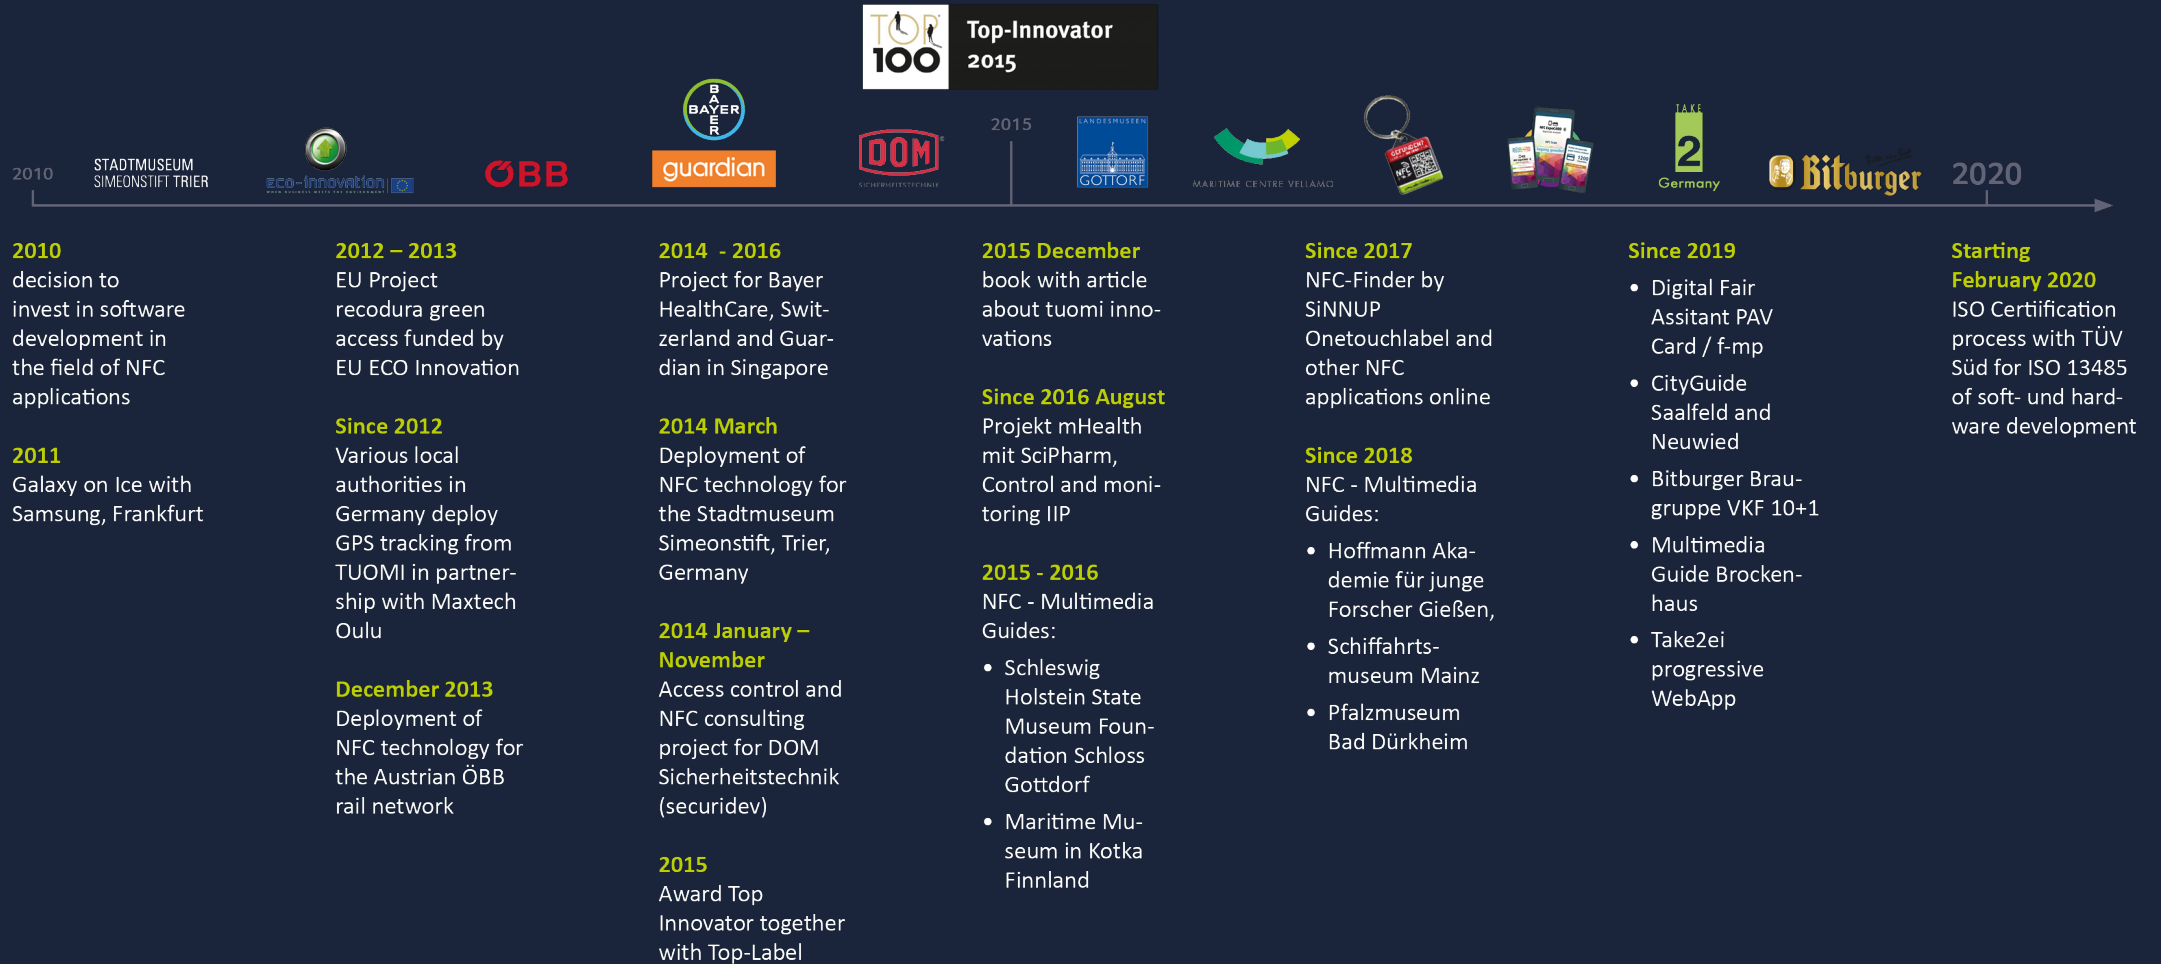 TOP
100
Top-Innovator
2015
2010
STADTMUSEUM
SIMEONSTIFT TRIER
eco-innovation
WHEN BUSINESS MEETS THE ENVIRONMENT
ÖBB
BAYER
BAYER
guardian
DOM
SICHERHEITSTECHNIK
2015
LANDESMUSEEN
GOTTORF
MARITIME CENTRE VELLAMO
GEFUNDEN?
NFC
TAKE
2
Germany
Bitburger
2020
2010
decision to
invest in software
development in
the field of NFC
applications
2011
Galaxy on Ice with
Samsung, Frankfurt
2012 – 2013
EU Project
recodura green
access funded by
EU ECO Innovation
Since 2012
Various local
authorities in
Germany deploy
GPS tracking from
TUOMI in partner-
ship with Maxtech
Oulu
December 2013
Deployment of
NFC technology for
the Austrian ÖBB
rail network
2014 - 2016
Project for Bayer
HealthCare, Swit-
zerland and Guar-
dian in Singapore
2014 March
Deployment of
NFC technology for
the Stadtmuseum
Simeonstift, Trier,
Germany
2014 January –
November
Access control and
NFC consulting
project for DOM
Sicherheitstechnik
(securidev)
2015
Award Top
Innovator together
with Top-Label
2015 December
book with article
about tuomi inno-
vations
Since 2016 August
Projekt mHealth
mit SciPharm,
Control and moni-
toring IIP
2015 - 2016
NFC - Multimedia
Guides:
• Schleswig
Holstein State
Museum Foun-
dation Schloss
Gottdorf
• Maritime Mu-
seum in Kotka
Finnland
Since 2017
NFC-Finder by
SiNNUP
Onetouchlabel and
other NFC
applications online
Since 2018
NFC - Multimedia
Guides:
• Hoffmann Aka-
demie für junge
Forscher Gießen,
• Schiffahrts-
museum Mainz
• Pfalzmuseum
Bad Dürkheim
Since 2019
• Digital Fair
Assitant PAV
Card / f-mp
• CityGuide
Saalfeld and
Neuwied
• Bitburger Brau-
gruppe VKF 10+1
• Multimedia
Guide Brocken-
haus
• Take2ei
progressive
WebApp
Starting
February 2020
ISO Certiification
process with TÜV
Süd for ISO 13485
of soft- und hard-
ware development